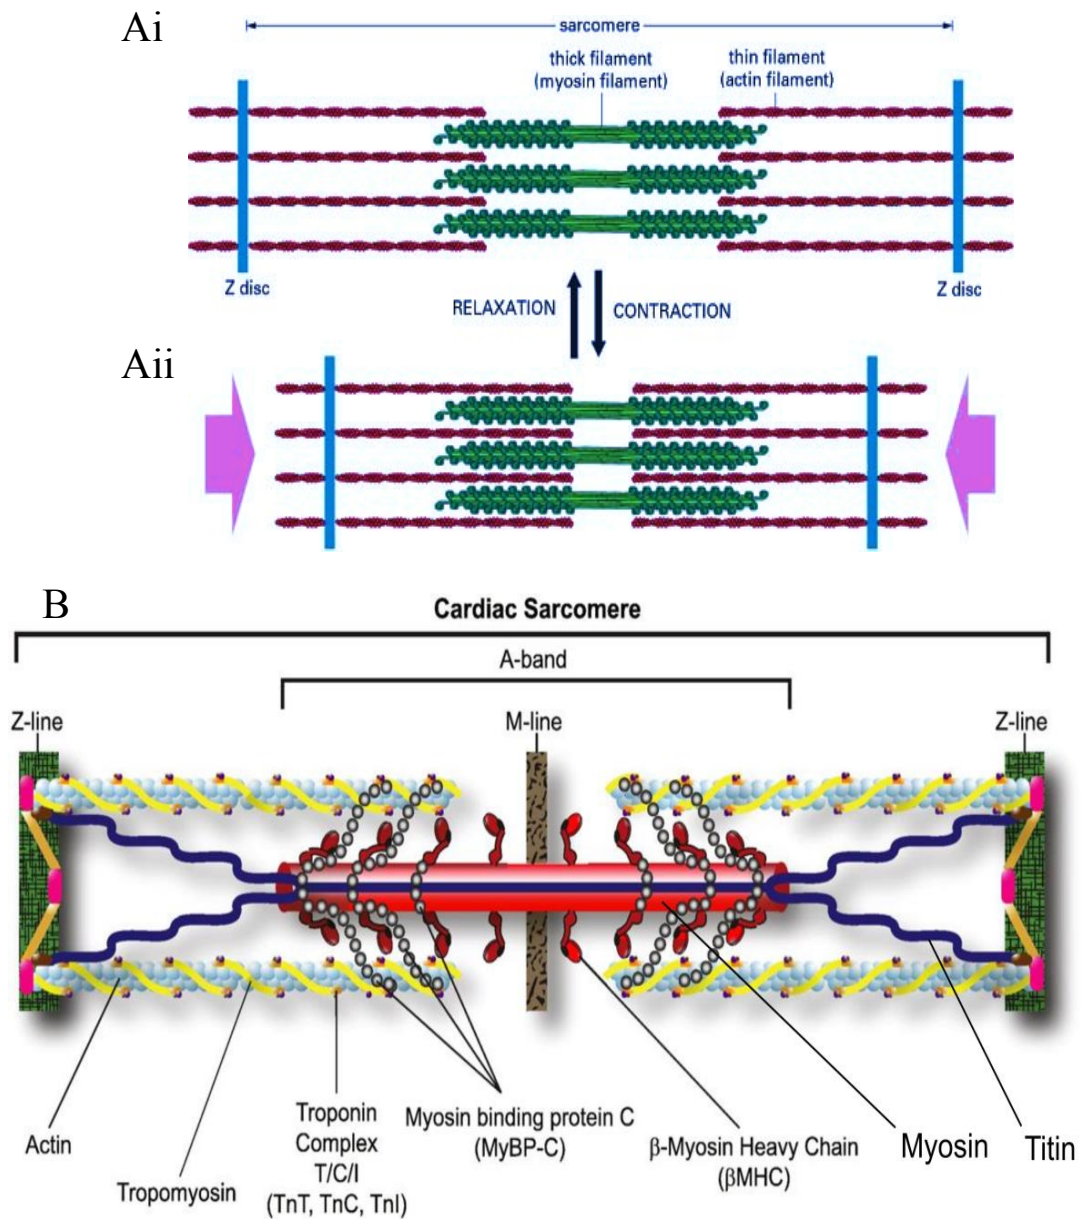 Ai
sarcomere
thick filament
(myosin filament)
thin filament
(actin filament)
Z disc
Z disc
RELAXATION
CONTRACTION
Aii
B
Cardiac Sarcomere
A-band
Z-line
M-line
Z-line
Actin
Tropomyosin
Troponin
Complex
T/C/I
(TnT, TnC, TnI)
Myosin binding protein C
(MyBP-C)
β-Myosin Heavy Chain
(βMHC)
Myosin
Titin